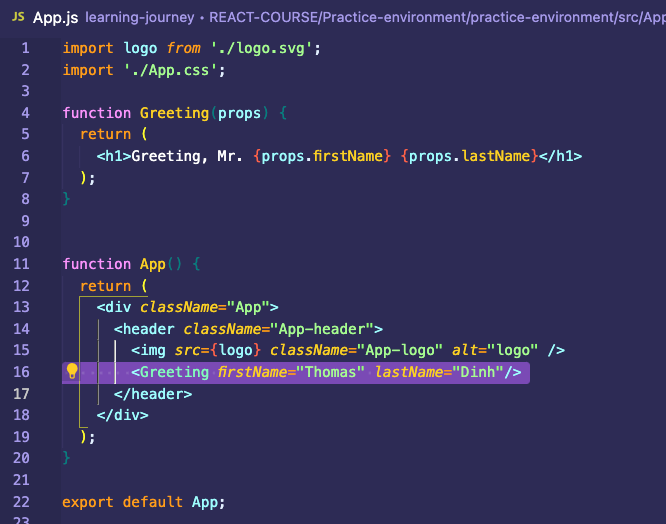 JS App.js learning-journey • REACT-COURSE/Practice-environment/practice-environment/src/App
1 import logo from './logo.svg';
2 import './App.css';
3
4 function Greeting(props) {
5 return (
6 <h1>Greeting, Mr. {props.firstName} {props.lastName}</h1>
7 );
8 }
9
10
11 function App() {
12 return (
13 <div className="App">
14 <header className="App-header">
15 <img src={logo} className="App-logo" alt="logo" />
16 <Greeting firstName="Thomas" lastName="Dinh"/>
17 </header>
18 </div>
19 );
20 }
21
22 export default App;
23